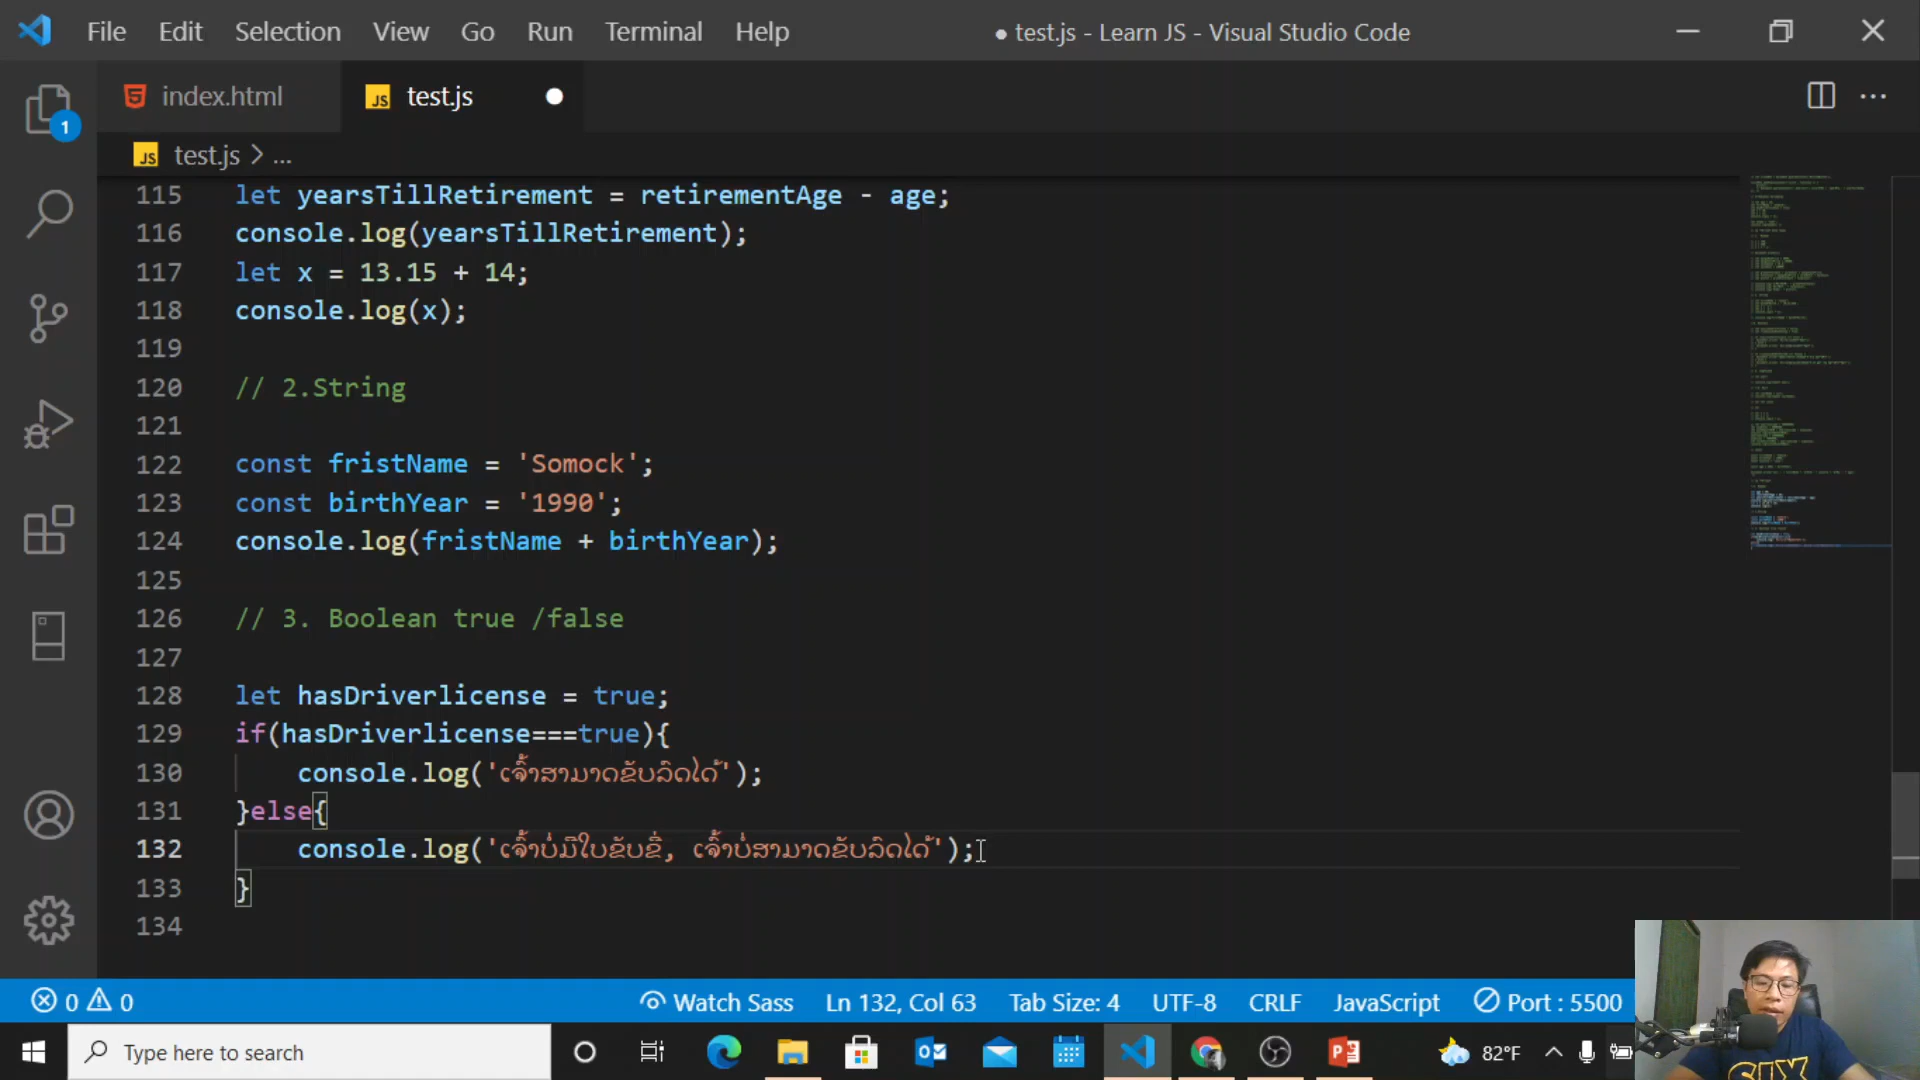 File Edit Selection View Go Run Terminal Help ● test.js - Learn JS - Visual Studio Code
index.html JS test.js
JS test.js > ...
1
115 let yearsTillRetirement = retirementAge - age;
116 console.log(yearsTillRetirement);
117 let x = 13.15 + 14;
118 console.log(x);
119
120 // 2.String
121
122 const fristName = 'Somock';
123 const birthYear = '1990';
124 console.log(fristName + birthYear);
125
126 // 3. Boolean true /false
127
128 let hasDriverlicense = true;
129 if(hasDriverlicense===true){
130 console.log('ເຈົ້າສາມາດຂັບລົດໄດ້');
131 }else{
132 console.log('ເຈົ້າບໍ່ມີໃບຂັບຂີ່, ເຈົ້າບໍ່ສາມາດຂັບລົດໄດ້');
133 }
134
0 0 Watch Sass Ln 132, Col 63 Tab Size: 4 UTF-8 CRLF JavaScript Port : 5500
Type here to search 82°F
SIX